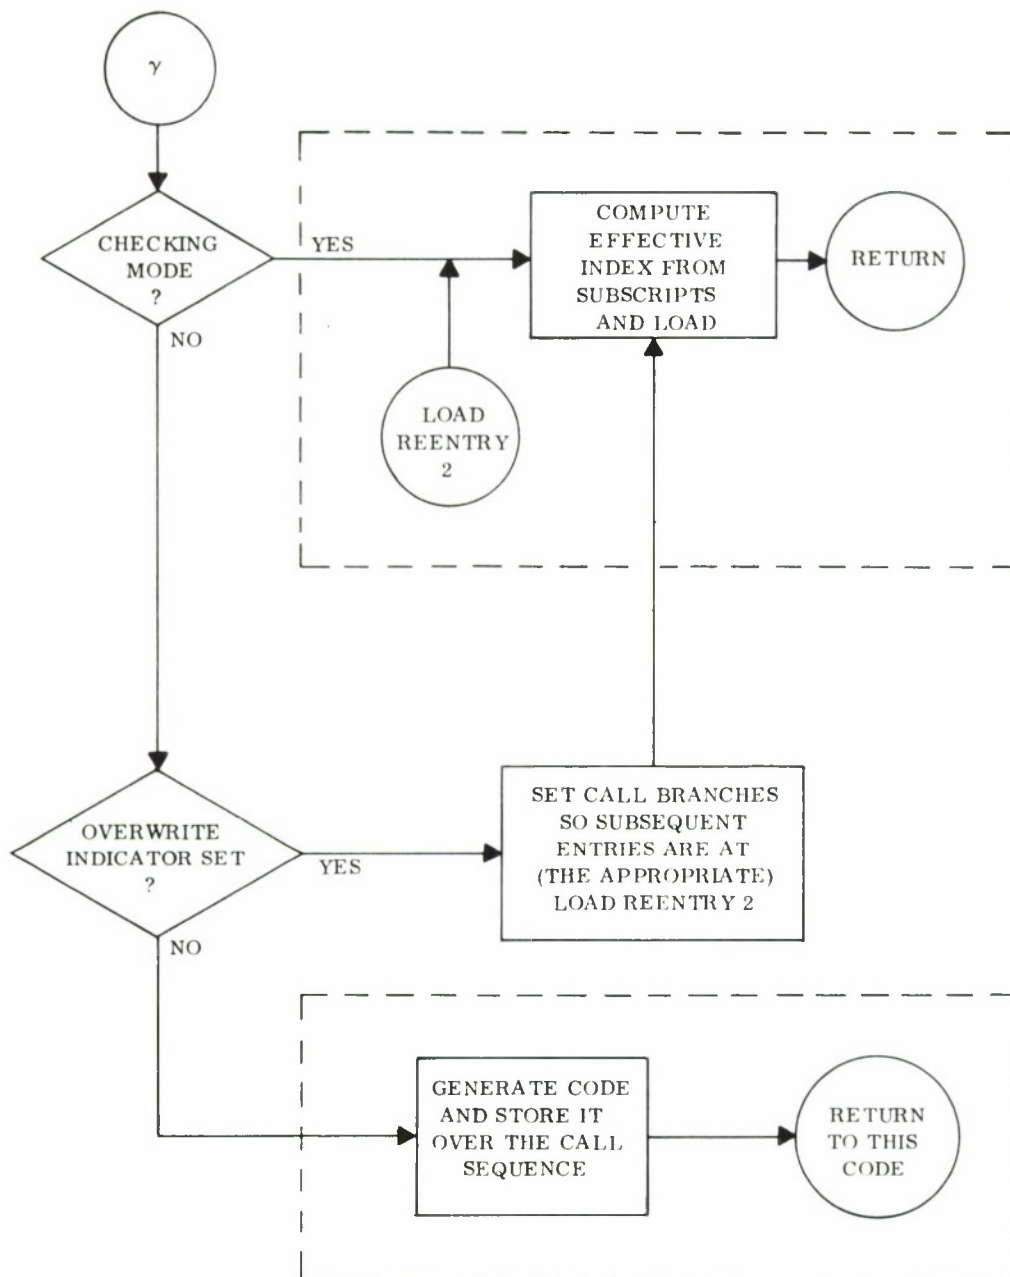 γ
CHECKING
MODE
?
YES
NO
COMPUTE
EFFECTIVE
INDEX FROM
SUBSCRIPTS
AND LOAD
RETURN
LOAD
REENTRY
2
OVERWRITE
INDICATOR SET
?
YES
NO
SET CALL BRANCHES
SO SUBSEQUENT
ENTRIES ARE AT
(THE APPROPRIATE)
LOAD REENTRY 2
GENERATE CODE
AND STORE IT
OVER THE CALL
SEQUENCE
RETURN
TO THIS
CODE